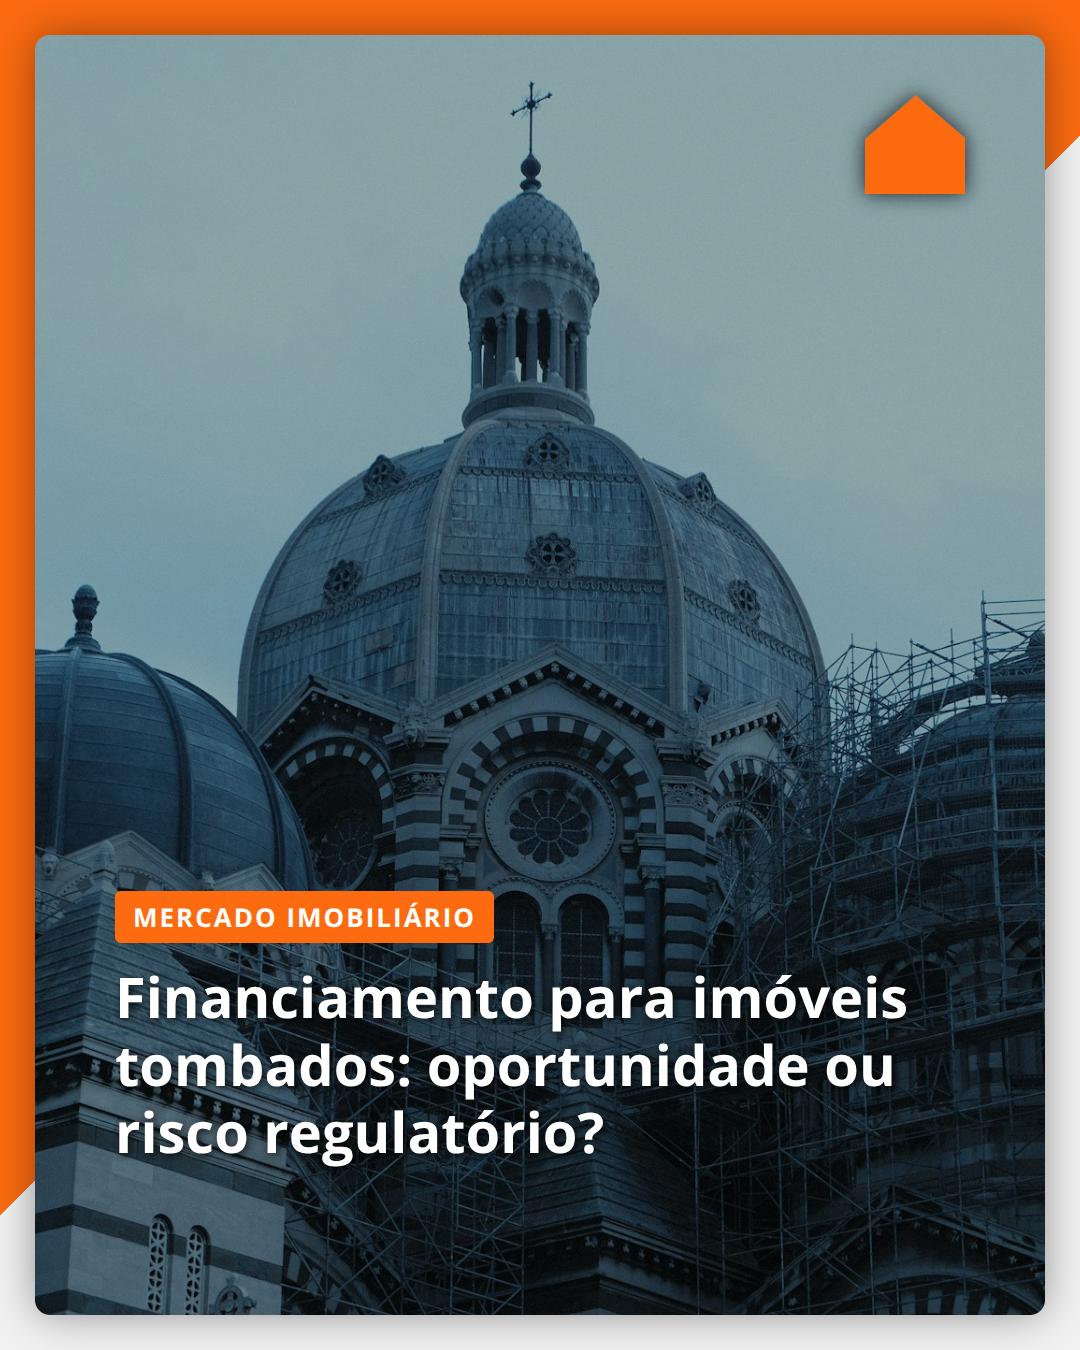 MERCADO IMOBILIÁRIO
Financiamento para imóveis
tombados: oportunidade ou
risco regulatório?